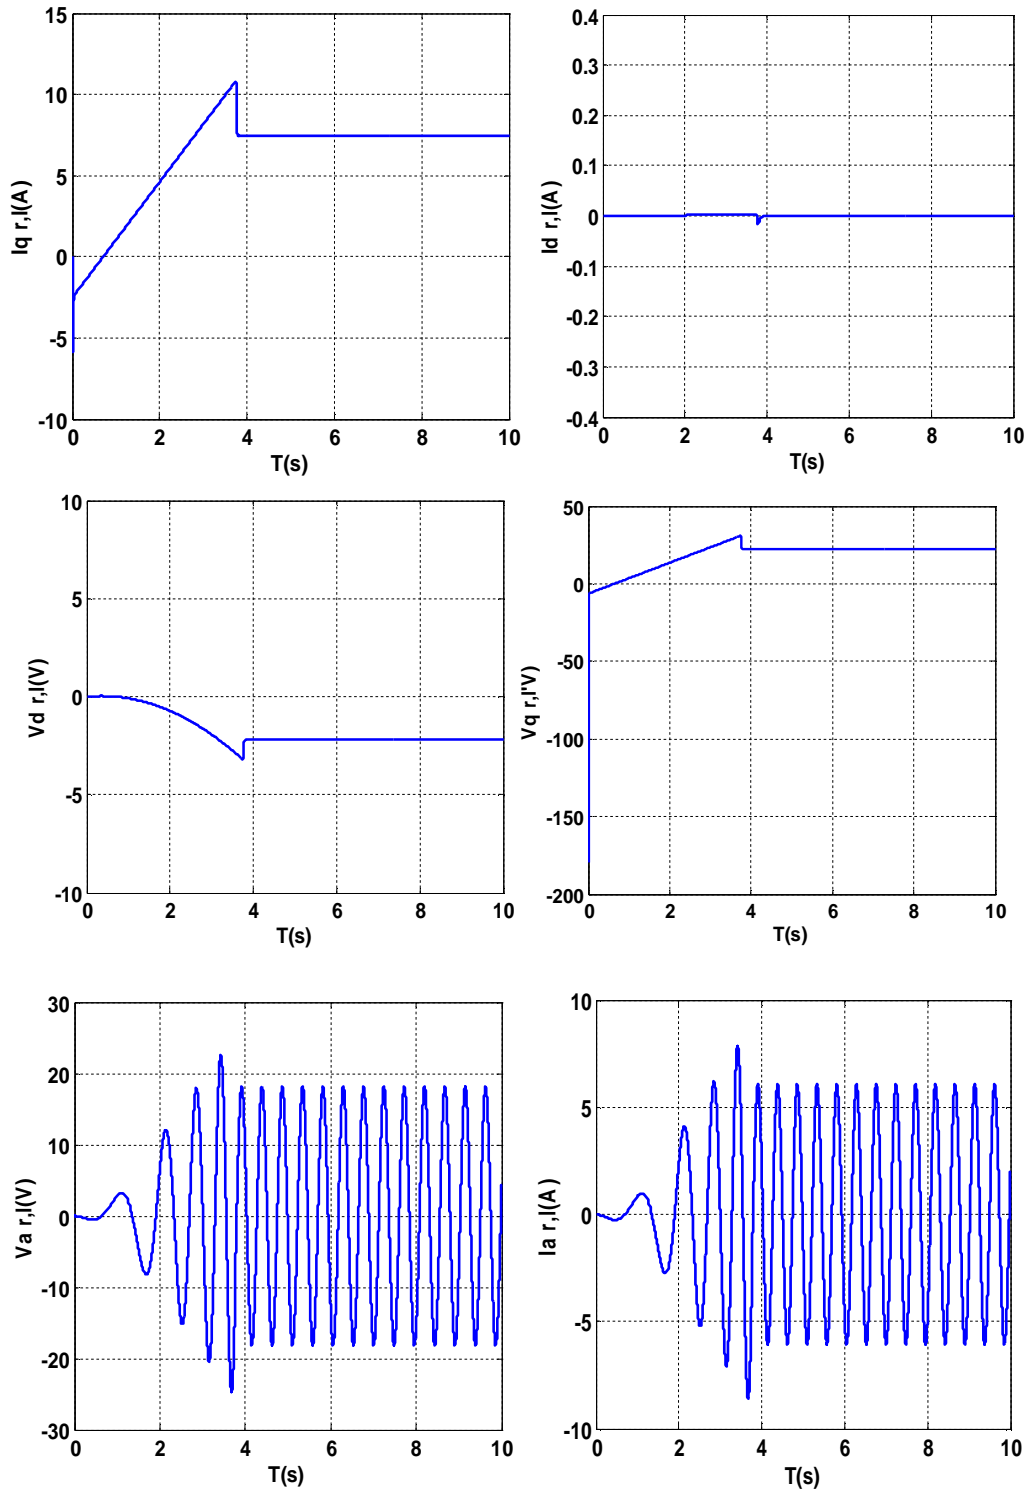 15
10
5
0
-5
-10
Iq r,l(A)
0 2 4 6 8 10
T(s)
0.4
0.3
0.2
0.1
0
-0.1
-0.2
-0.3
-0.4
Id r,l(A)
0 2 4 6 8 10
T(s)
10
5
0
-5
-10
Vd r,l(V)
0 2 4 6 8 10
T(s)
50
0
-50
-100
-150
-200
Vq r,l'V)
0 2 4 6 8 10
T(s)
30
20
10
0
-10
-20
-30
Va r,l(V)
0 2 4 6 8 10
T(s)
10
5
0
-5
-10
Ia r,l(A)
0 2 4 6 8 10
T(s)